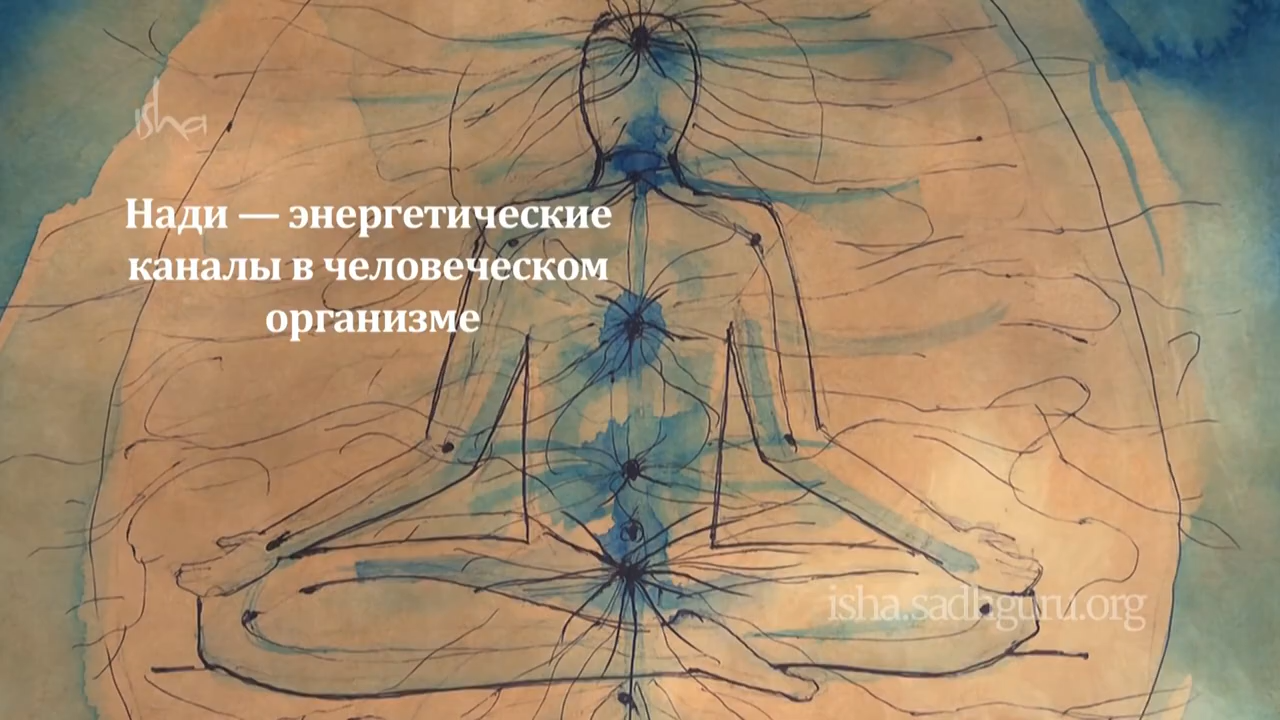 isha
Нади — энергетические
каналы в человеческом
организме
isha.sadhguru.org